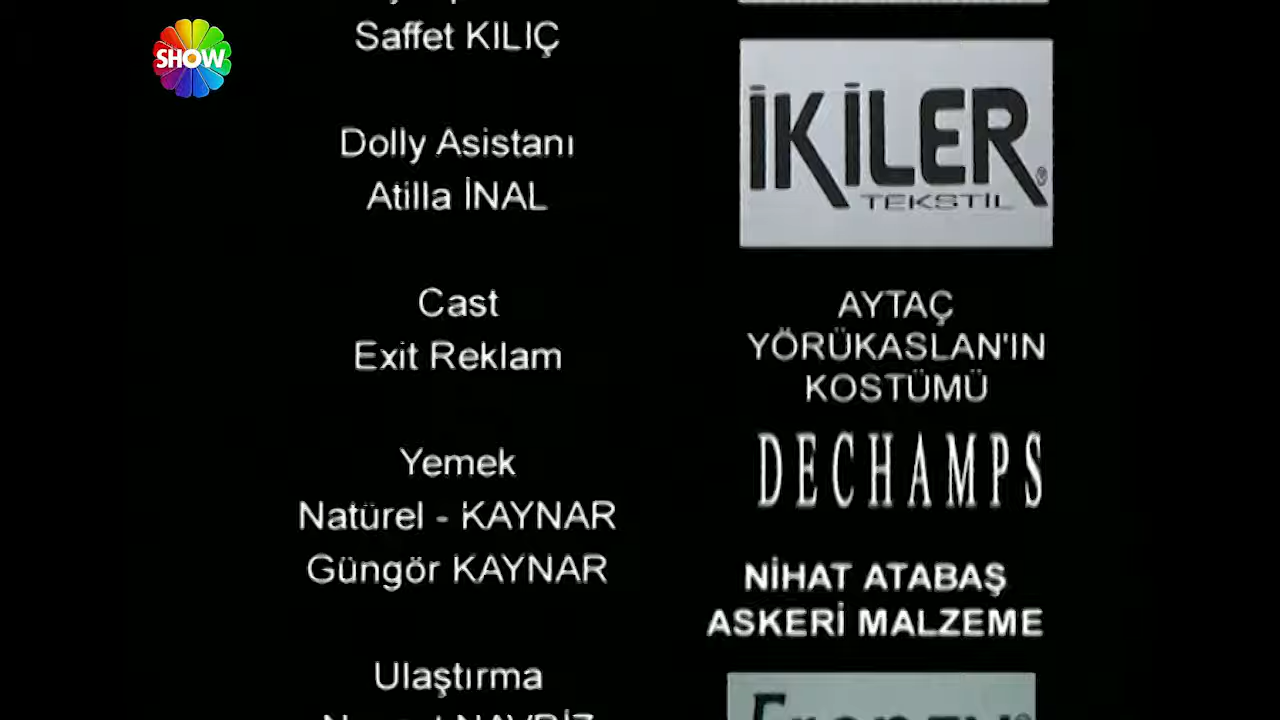 SHOW
Saffet KILIÇ
Dolly Asistanı
Atilla İNAL
Cast
Exit Reklam
Yemek
Natürel - KAYNAR
Güngör KAYNAR
Ulaştırma
İKİLER
TEKSTİL
AYTAÇ
YÖRÜKASLAN'IN
KOSTÜMÜ
DECHAMPS
NİHAT ATABAŞ
ASKERİ MALZEME